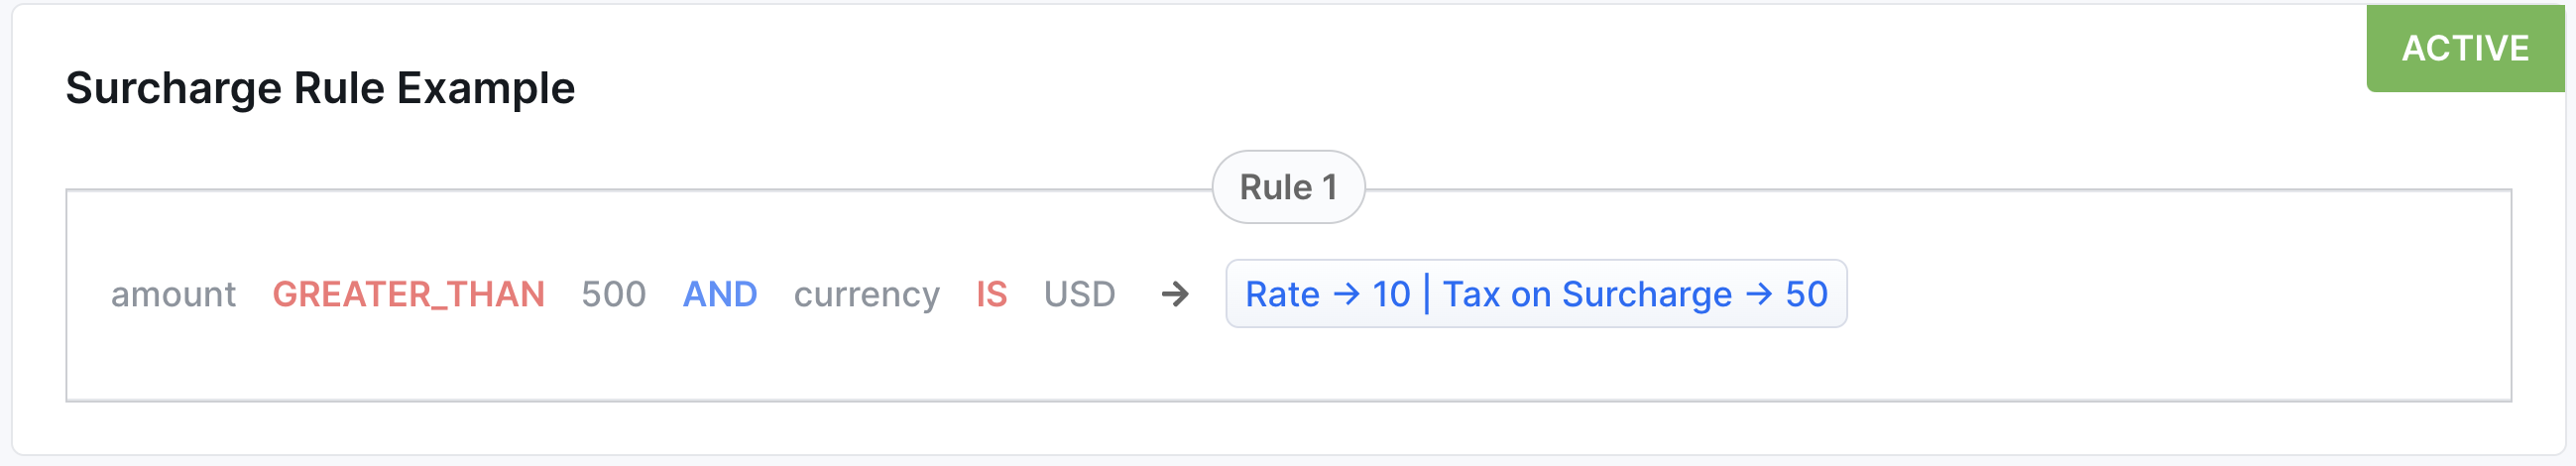 ACTIVE
Surcharge Rule Example
Rule 1
amount GREATER_THAN 500 AND currency IS USD → Rate → 10 | Tax on Surcharge → 50